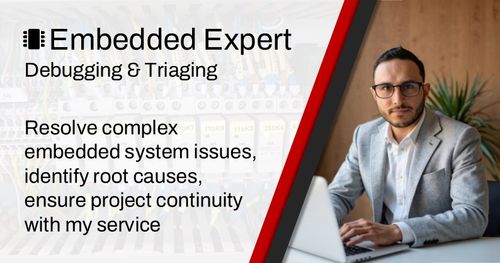 Embedded Expert
Debugging & Triaging
Resolve complex
embedded system issues,
identify root causes,
ensure project continuity
with my service